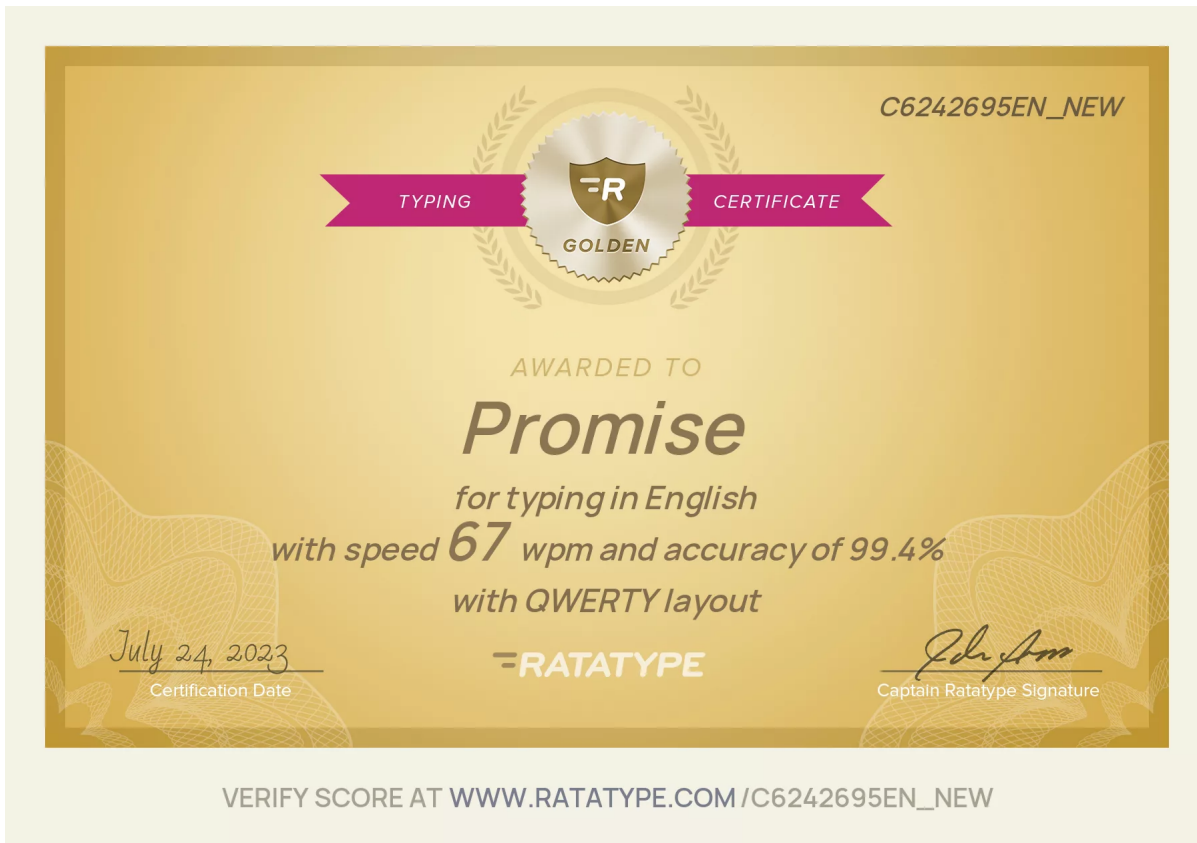 C6242695EN_NEW
R
TYPING CERTIFICATE
GOLDEN
AWARDED TO
Promise
for typing in English
with speed 67 wpm and accuracy of 99.4%
with QWERTY layout
July 24, 2023
RATATYPE
Certification Date
Captain Ratatype Signature
VERIFY SCORE AT WWW.RATATYPE.COM/C6242695EN_NEW